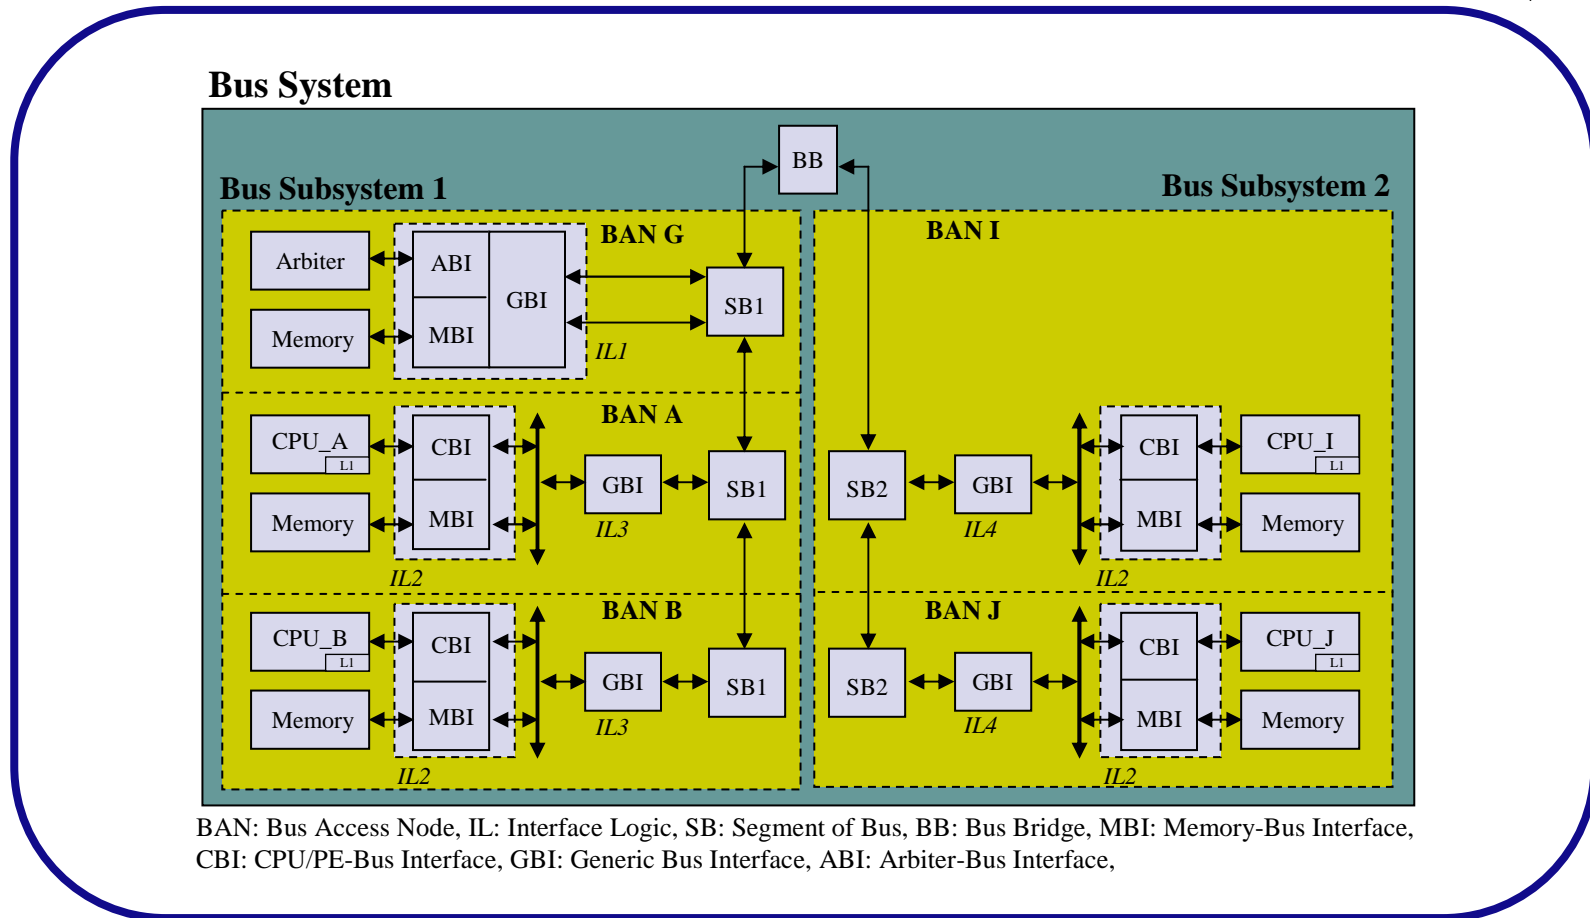 Bus System
BB
Bus Subsystem 1
Bus Subsystem 2
BAN G
Arbiter
ABI
GBI
SB1
Memory
MBI
IL1
BAN A
CPU_A
L1
CBI
GBI
SB1
Memory
MBI
IL3
IL2
BAN B
CPU_B
L1
CBI
GBI
SB1
Memory
MBI
IL3
IL2
BAN I
SB2
GBI
CBI
CPU_I
L1
IL4
MBI
Memory
IL2
BAN J
SB2
GBI
CBI
CPU_J
L1
IL4
MBI
Memory
IL2
BAN: Bus Access Node, IL: Interface Logic, SB: Segment of Bus, BB: Bus Bridge, MBI: Memory-Bus Interface,
CBI: CPU/PE-Bus Interface, GBI: Generic Bus Interface, ABI: Arbiter-Bus Interface,